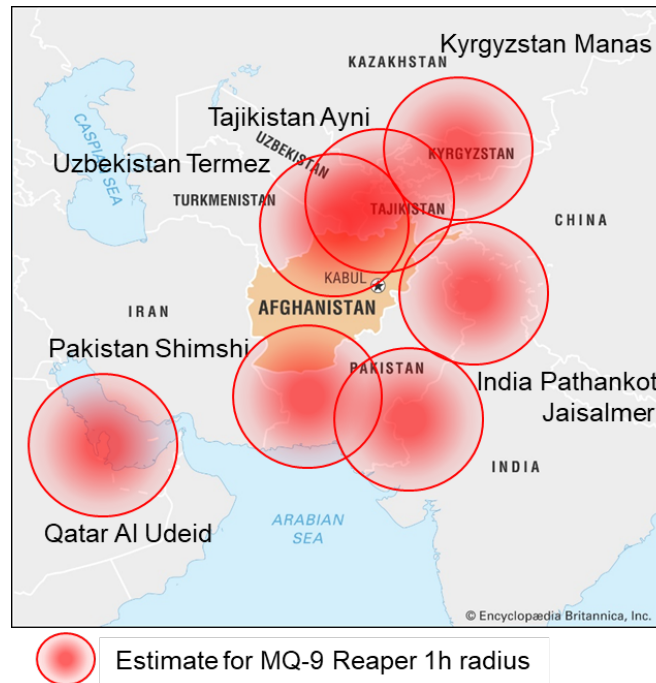 Kyrgyzstan Manas
KAZAKHSTAN
Tajikistan Ayni
CASPIAN SEA
UZBEKISTAN
KYRGYZSTAN
Uzbekistan Termez
TURKMENISTAN
TAJIKISTAN
CHINA
KABUL
AFGHANISTAN
IRAN
Pakistan Shimshi
PAKISTAN
India Pathankot
Jaisalmer
INDIA
Qatar Al Udeid
ARABIAN
SEA
© Encyclopædia Britannica, Inc.
Estimate for MQ-9 Reaper 1h radius